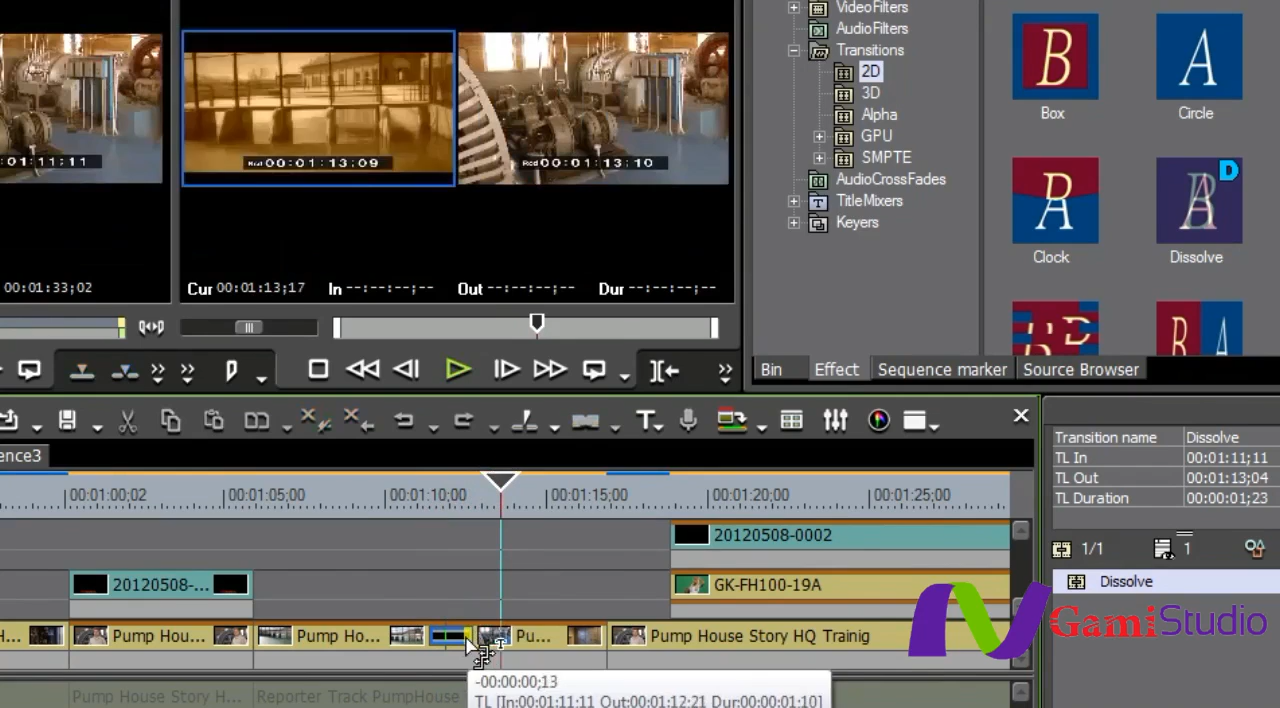 01:11:11
Rcd 00:01:13:09
Rcd 00:01:13:10
00:01:33;02
Cur 00:01:13;17 In --:--:--;-- Out --:--:--;-- Dur --:--:--;--
VideoFilters
AudioFilters
Transitions
2D
3D
Alpha
GPU
SMPTE
AudioCrossFades
TitleMixers
Keyers
Box
Circle
Clock
Dissolve
Bin
Effect
Sequence marker
Source Browser
ence3
00:01:00;02
00:01:05;00
00:01:10;00
00:01:15;00
00:01:20;00
00:01:25;00
20120508-0002
20120508-...
GK-FH100-19A
H...
Pump Hou...
Pump Ho...
Pu...
Pump House Story HQ Trainig
Pump House Story H...
Reporter Track PumpHouse
-00:00:00;13
TL [In:00:01:11:11 Out:00:01:12:21 Dur:00:00:01:10]
Transition name Dissolve
TL In 00:01:11;11
TL Out 00:01:13;04
TL Duration 00:00:01;23
1/1
1
Dissolve
GamiStudio